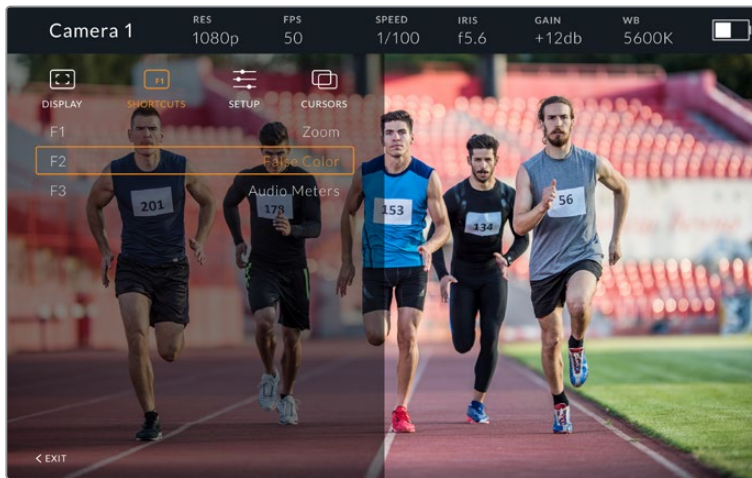 Camera 1
RES
1080p
FPS
50
SPEED
1/100
IRIS
f5.6
GAIN
+12db
WB
5600K
DISPLAY
F1
SHORTCUTS
SETUP
CURSORS
F1 Zoom
F2 False Color
F3 Audio Meters
201
178
153
134
56
< EXIT